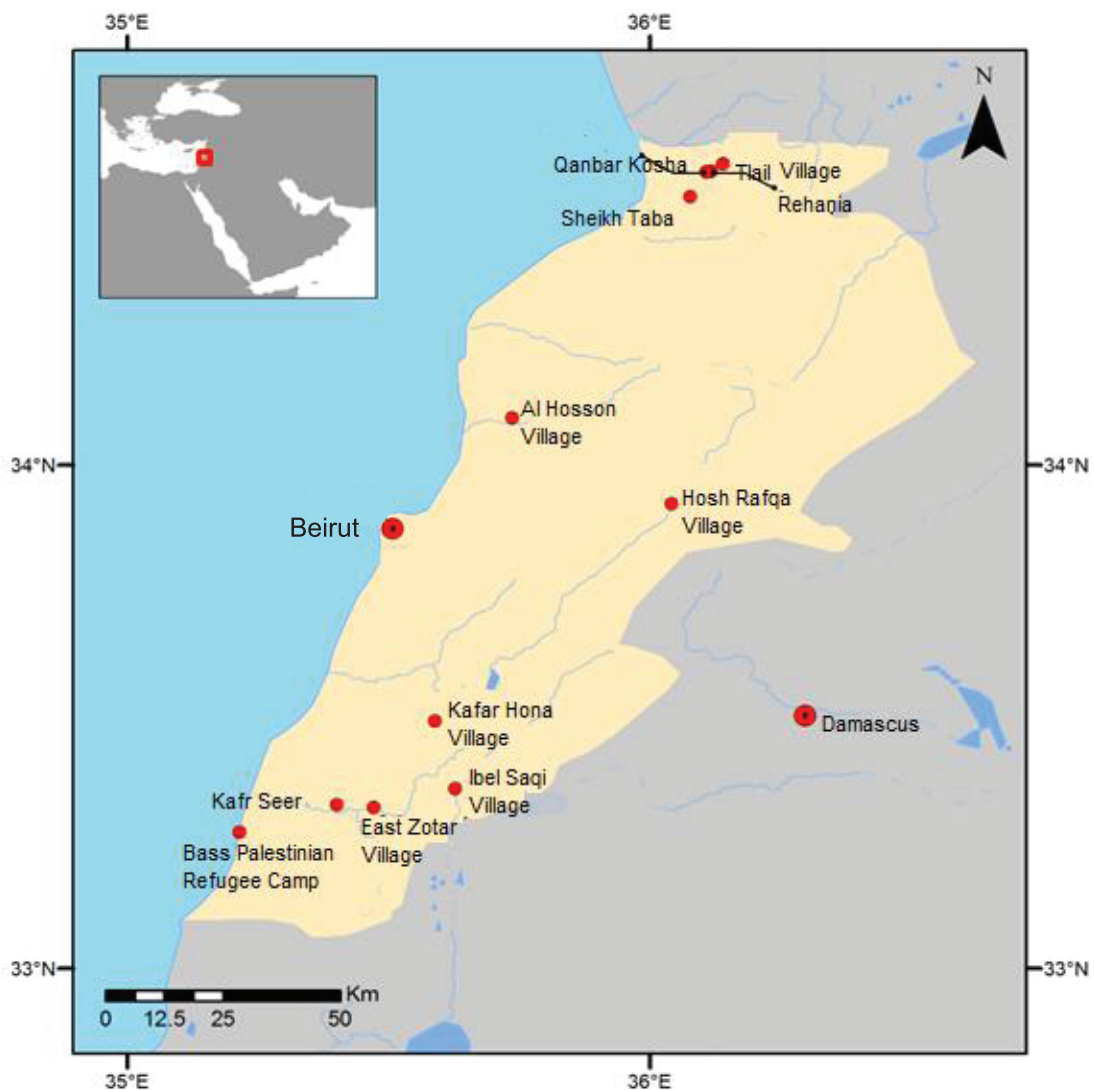 35°E 36°E
N
Qanbar Kosha
Tlail Village
Rehania
Sheikh Taba
Al Hosson
Village
34°N 34°N
Hosh Rafqa
Village
Beirut
Kafar Hona
Village
Damascus
Ibel Saqi
Village
Kafr Seer
East Zotar
Village
Bass Palestinian
Refugee Camp
33°N 33°N
Km
0 12.5 25 50
35°E 36°E